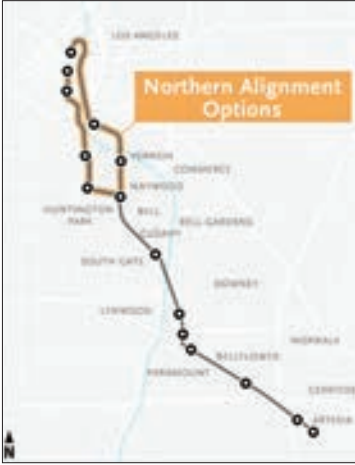 LOS ANGELES
Northern Alignment
Options
VERNON
COMMERCE
MAYWOOD
HUNTINGTON
PARK
BELL
BELL GARDENS
CUDAHY
SOUTH GATE
DOWNEY
LYNWOOD
NORWALK
BELLFLOWER
PARAMOUNT
CERRITOS
ARTESIA
N